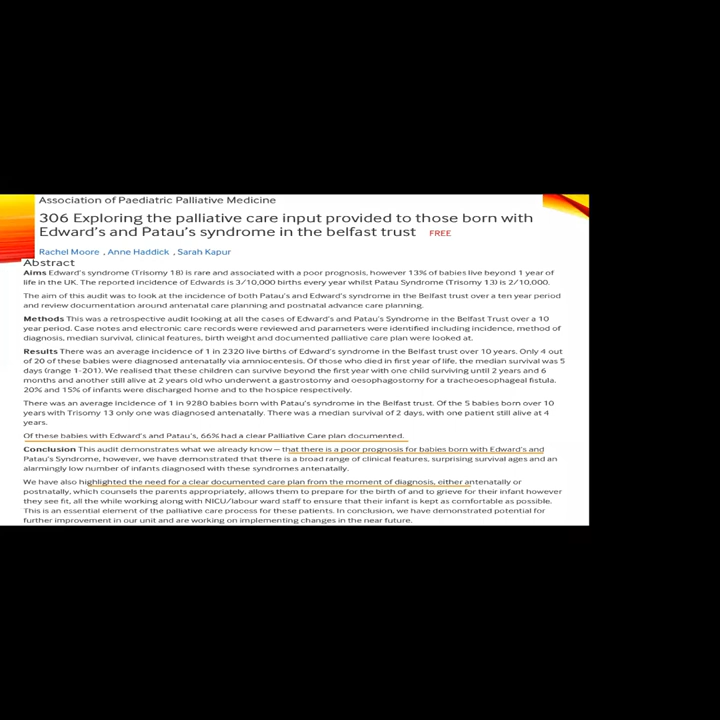 Association of Paediatric Palliative Medicine
306 Exploring the palliative care input provided to those born with
Edward's and Patau's syndrome in the belfast trust FREE
Rachel Moore , Anne Haddick , Sarah Kapur
Abstract
Aims Edward's syndrome (Trisomy 18) is rare and associated with a poor prognosis, however 13% of babies live beyond 1 year of
life in the UK. The reported incidence of Edwards is 3/10,000 births every year whilst Patau Syndrome (Trisomy 13) is 2/10,000.
The aim of this audit was to look at the incidence of both Patau's and Edward's syndrome in the Belfast trust over a ten year period
and review documentation around antenatal care planning and postnatal advance care planning.
Methods This was a retrospective audit looking at all the cases of Edward's and Patau's Syndrome in the Belfast Trust over a 10
year period. Case notes and electronic care records were reviewed and parameters were identified including incidence, method of
diagnosis, median survival, clinical features, birth weight and documented palliative care plan were looked at.
Results There was an average incidence of 1 in 2320 live births of Edward's syndrome in the Belfast trust over 10 years. Only 4 out
of 20 of these babies were diagnosed antenatally via amniocentesis. Of those who died in first year of life, the median survival was 5
days (range 1-201). We realised that these children can survive beyond the first year with one child surviving until 2 years and 6
months and another still alive at 2 years old who underwent a gastrostomy and oesophagostomy for a tracheoesophageal fistula.
20% and 15% of infants were discharged home and to the hospice respectively.
There was an average incidence of 1 in 9280 babies born with Patau's syndrome in the Belfast trust. Of the 5 babies born over 10
years with Trisomy 13 only one was diagnosed antenatally. There was a median survival of 2 days, with one patient still alive at 4
years.
Of these babies with Edward's and Patau's, 66% had a clear Palliative Care plan documented.
Conclusion This audit demonstrates what we already know – that there is a poor prognosis for babies born with Edward's and
Patau's Syndrome, however, we have demonstrated that there is a broad range of clinical features, surprising survival ages and an
alarmingly low number of infants diagnosed with these syndromes antenatally.
We have also highlighted the need for a clear documented care plan from the moment of diagnosis, either antenatally or
postnatally, which counsels the parents appropriately, allows them to prepare for the birth of and to grieve for their infant however
they see fit, all the while working along with NICU/labour ward staff to ensure that their infant is kept as comfortable as possible.
This is an essential element of the palliative care process for these patients. In conclusion, we have demonstrated potential for
further improvement in our unit and are working on implementing changes in the near future.